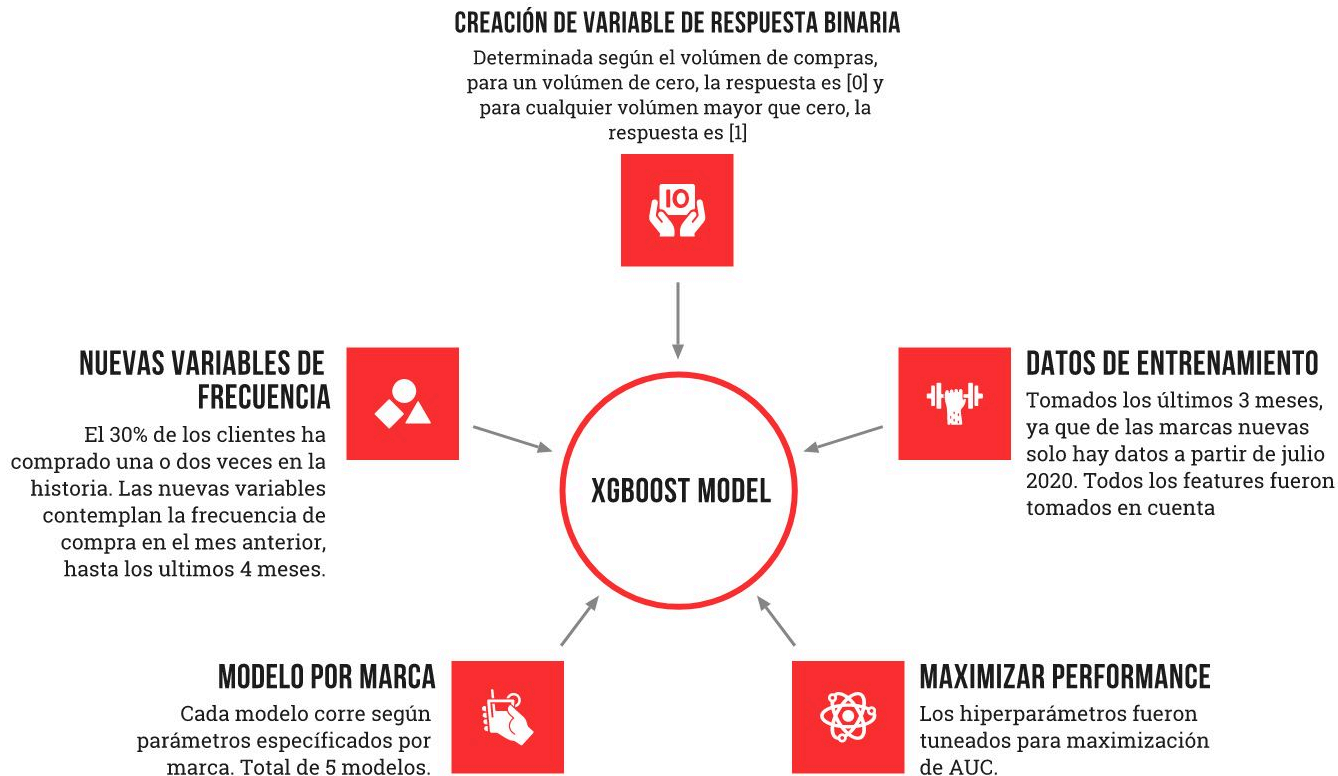 CREACIÓN DE VARIABLE DE RESPUESTA BINARIA
Determinada según el volúmen de compras,
para un volúmen de cero, la respuesta es [0] y
para cualquier volúmen mayor que cero, la
respuesta es [1]
IO
NUEVAS VARIABLES DE
FRECUENCIA
El 30% de los clientes ha
comprado una o dos veces en la
historia. Las nuevas variables
contemplan la frecuencia de
compra en el mes anterior,
hasta los ultimos 4 meses.
DATOS DE ENTRENAMIENTO
Tomados los últimos 3 meses,
ya que de las marcas nuevas
solo hay datos a partir de julio
2020. Todos los features fueron
tomados en cuenta
XGBOOST MODEL
MODELO POR MARCA
Cada modelo corre según
parámetros específicados por
marca. Total de 5 modelos.
MAXIMIZAR PERFORMANCE
Los hiperparámetros fueron
tuneados para maximización
de AUC.